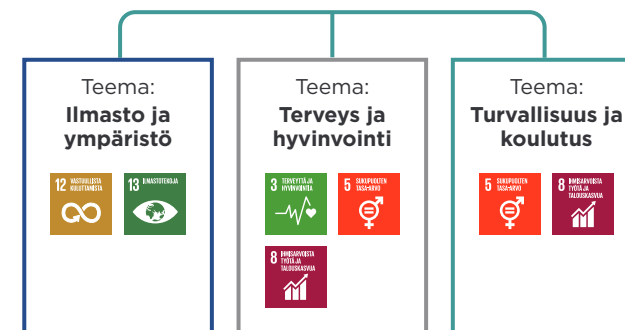 Teema:
Ilmasto ja
ympäristö
12 VASTUULLISTA
KULUTTAMISTA
13 ILMASTOTEKOJA
Teema:
Terveys ja
hyvinvointi
3 TERVEYTTÄ JA
HYVINVOINTIA
5 SUKUPUOLTEN
TASA-ARVO
8 IHMISARVOISTA
TYÖTÄ JA
TALOUSKASVUA
Teema:
Turvallisuus ja
koulutus
5 SUKUPUOLTEN
TASA-ARVO
8 IHMISARVOISTA
TYÖTÄ JA
TALOUSKASVUA